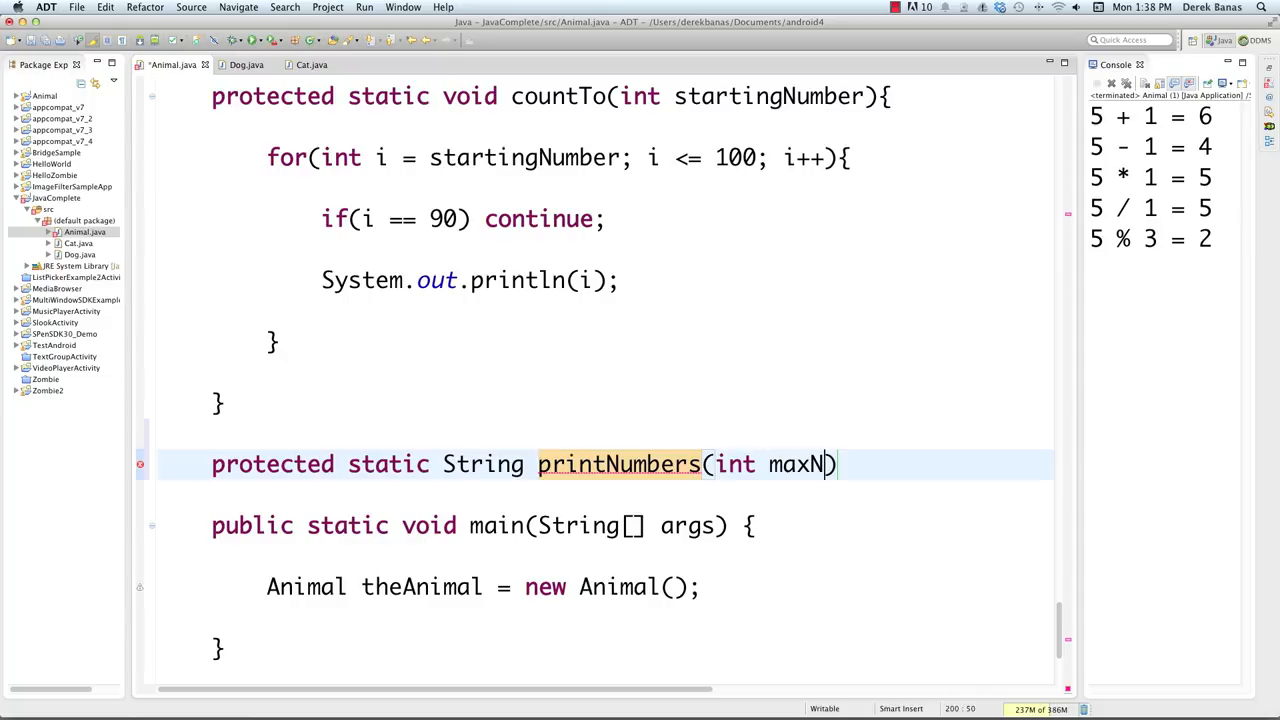 ADT File Edit Refactor Source Navigate Search Project Run Window Help
10 Mon 1:38 PM Derek Banas
Java – JavaComplete/src/Animal.java – ADT – /Users/derekbanas/Documents/android4
Quick Access
Java
DDMS
Package Exp
Animal
appcompat_v7
appcompat_v7_2
appcompat_v7_3
appcompat_v7_4
BridgeSample
HelloWorld
HelloZombie
ImageFilterSampleApp
JavaComplete
src
(default package)
Animal.java
Cat.java
Dog.java
JRE System Library [Ja
ListPickerExample2Activi
MediaBrowser
MultiWindowSDKExample
MusicPlayerActivity
SlookActivity
SPenSDK30_Demo
TestAndroid
TextGroupActivity
VideoPlayerActivity
Zombie
Zombie2
*Animal.java
Dog.java
Cat.java
protected static void countTo(int startingNumber){
for(int i = startingNumber; i <= 100; i++){
if(i == 90) continue;
System.out.println(i);
}
}
protected static String printNumbers(int maxN)
public static void main(String[] args) {
Animal theAnimal = new Animal();
}
Console
<terminated> Animal (1) [Java Application] /S
5 + 1 = 6
5 - 1 = 4
5 * 1 = 5
5 / 1 = 5
5 % 3 = 2
Writable
Smart Insert
200 : 50
237M of 386M